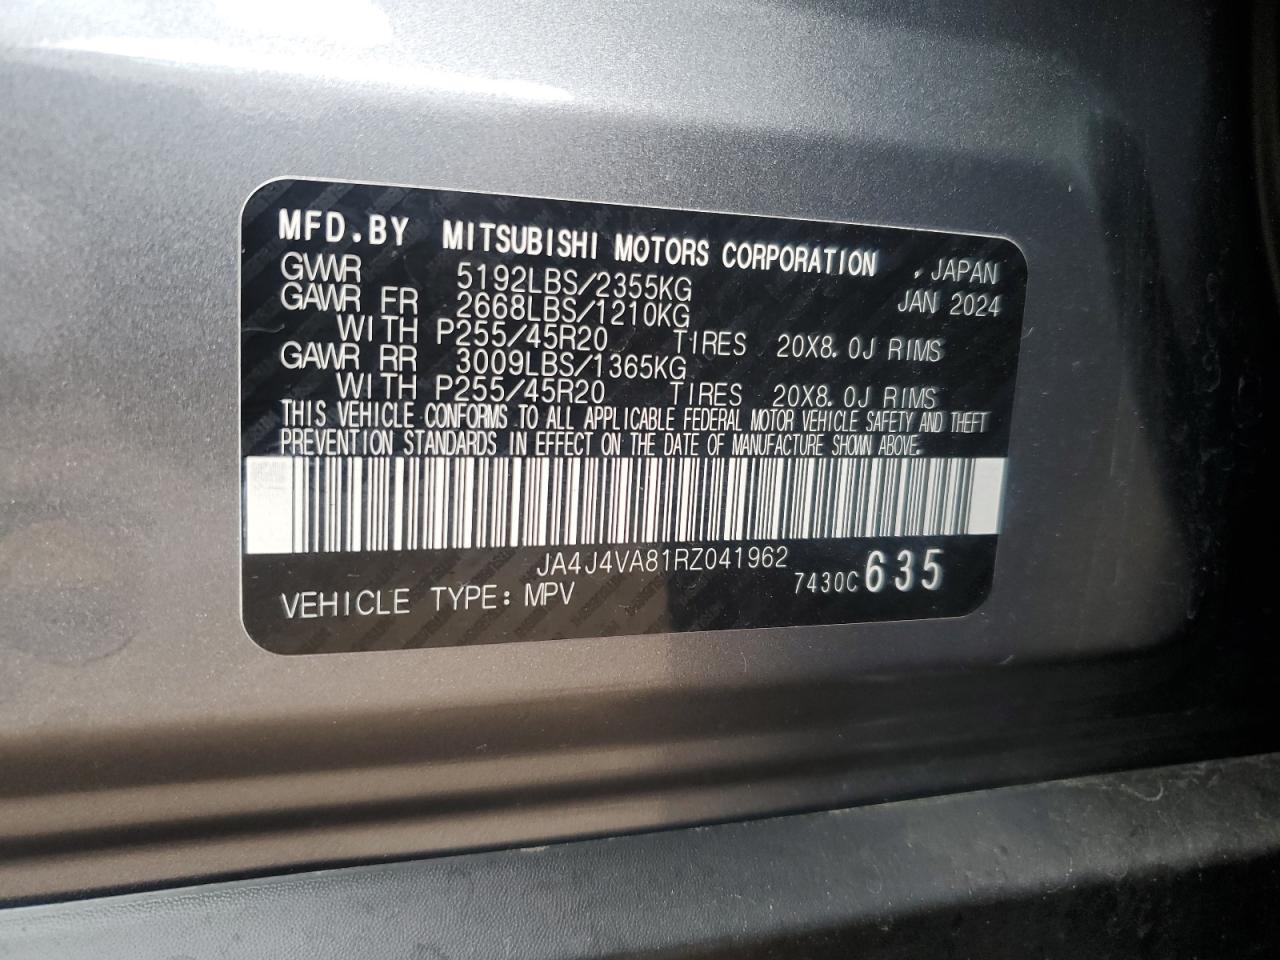 MFD.BY MITSUBISHI MOTORS CORPORATION , JAPAN
GVWR 5192LBS/2355KG JAN 2024
GAWR FR 2668LBS/1210KG
WITH P255/45R20 TIRES 20X8.0J RIMS
GAWR RR 3009LBS/1365KG
WITH P255/45R20 TIRES 20X8.0J RIMS
THIS VEHICLE CONFORMS TO ALL APPLICABLE FEDERAL MOTOR VEHICLE SAFETY AND THEFT
PREVENTION STANDARDS IN EFFECT ON THE DATE OF MANUFACTURE SHOWN ABOVE.
JA4J4VA81RZ041962
VEHICLE TYPE: MPV 7430C 635